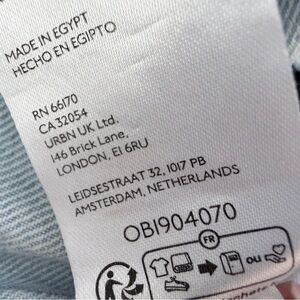 MADE IN EGYPT
HECHO EN EGIPTO
RN 66170
CA 32054
URBN UK Ltd.
146 Brick Lane,
LONDON, E1 6RU
LEIDSESTRAAT 32, 1017 PB
AMSTERDAM, NETHERLANDS
OB1904070
FR
OU